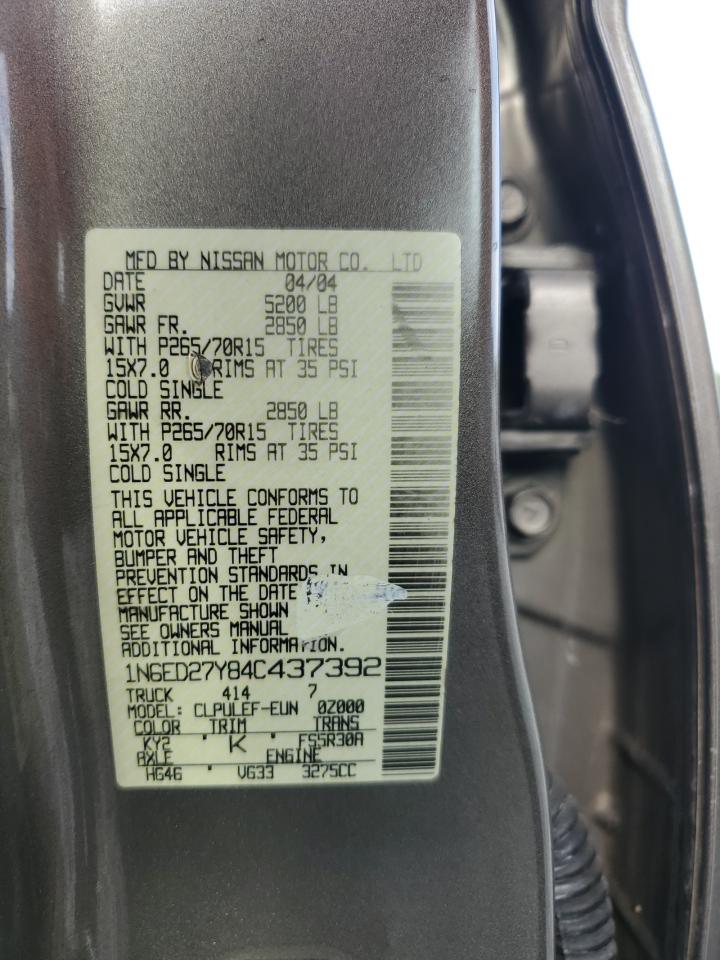 MFD BY NISSAN MOTOR CO. LTD
DATE 04/04
GVWR 5200 LB
GAWR FR. 2850 LB
WITH P265/70R15 TIRES
15X7.0 RIMS AT 35 PSI
COLD SINGLE
GAWR RR. 2850 LB
WITH P265/70R15 TIRES
15X7.0 RIMS AT 35 PSI
COLD SINGLE
THIS VEHICLE CONFORMS TO
ALL APPLICABLE FEDERAL
MOTOR VEHICLE SAFETY,
BUMPER AND THEFT
PREVENTION STANDARDS IN
EFFECT ON THE DATE
MANUFACTURE SHOWN
SEE OWNERS MANUAL
ADDITIONAL INFORMATION.
1N6ED27Y84C437392
TRUCK 414 7
MODEL: CLPULEF-EUN 0Z000
COLOR TRIM TRANS
KY2 ' K ' FS5R30A
AXLE ENGINE
HG46 ' VG33 3275CC